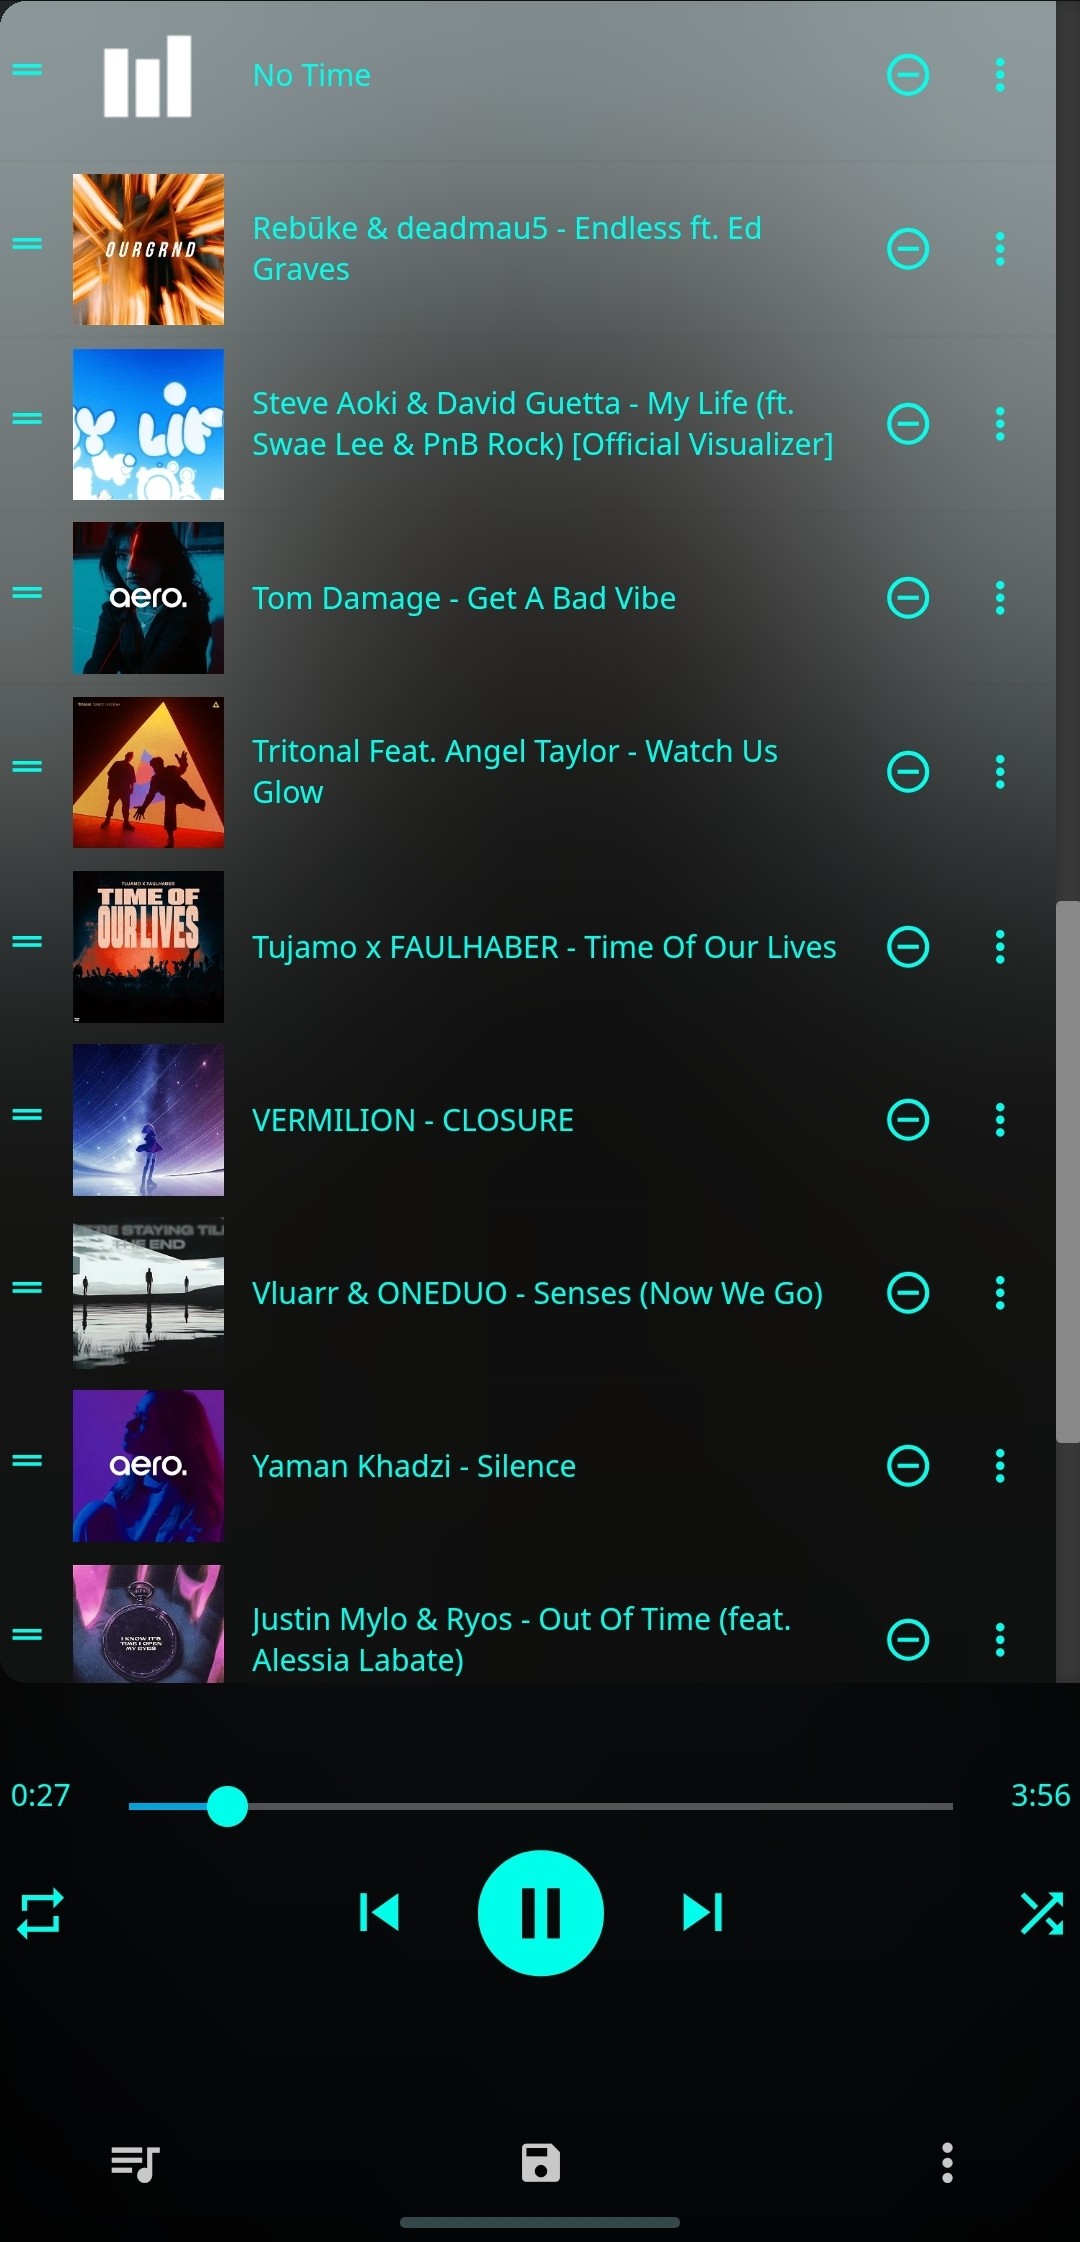 No Time
OURGRND
Rebūke & deadmau5 - Endless ft. Ed
Graves
Y LIF
Steve Aoki & David Guetta - My Life (ft.
Swae Lee & PnB Rock) [Official Visualizer]
aero.
Tom Damage - Get A Bad Vibe
Tritonal Feat. Angel Taylor - Watch Us
Glow
TUJAMO X FAULHABER
TIME OF
OUR LIVES
Tujamo x FAULHABER - Time Of Our Lives
VERMILION - CLOSURE
BE STAYING TILL
THE END
Vluarr & ONEDUO - Senses (Now We Go)
aero.
Yaman Khadzi - Silence
I KNOW IT'S
TIME I OPEN
MY EYES
Justin Mylo & Ryos - Out Of Time (feat.
Alessia Labate)
0:27
3:56